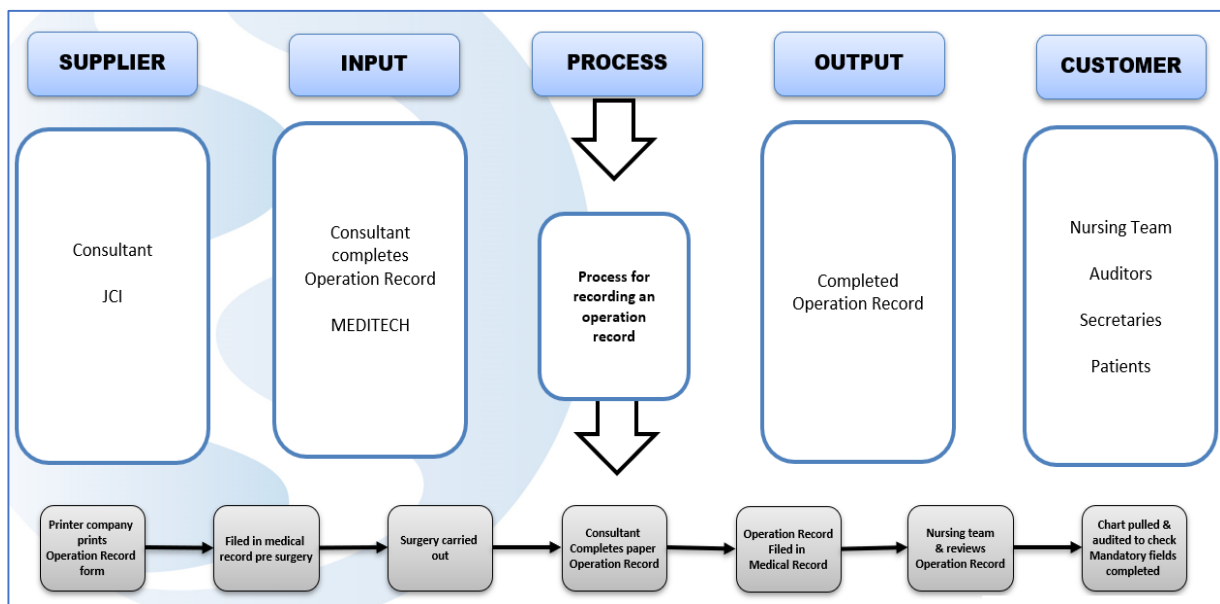 SUPPLIER
INPUT
PROCESS
OUTPUT
CUSTOMER
Consultant
JCI
Consultant
completes
Operation Record
MEDITECH
Process for
recording an
operation
record
Completed
Operation Record
Nursing Team
Auditors
Secretaries
Patients
Printer company
prints
Operation Record
form
Filed in medical
record pre surgery
Surgery carried
out
Consultant
Completes paper
Operation Record
Operation Record
Filed in
Medical Record
Nursing team
& reviews
Operation Record
Chart pulled &
audited to check
Mandatory fields
completed